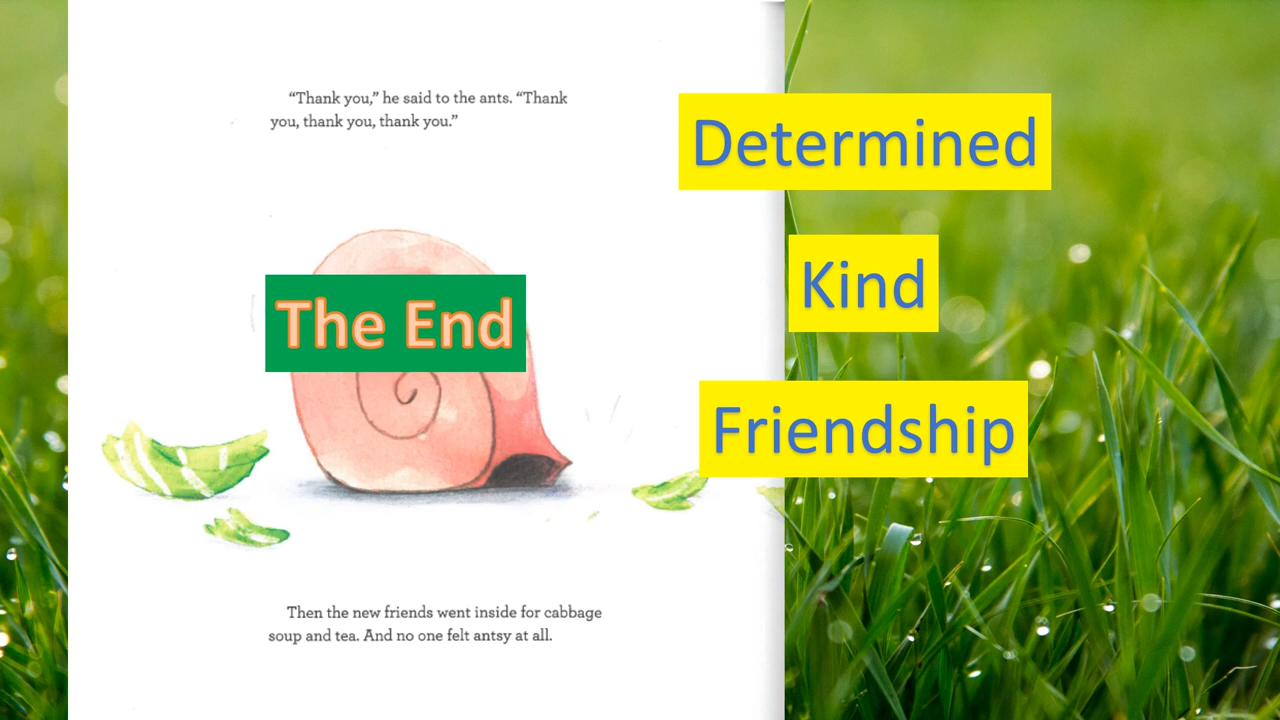 “Thank you,” he said to the ants. “Thank
you, thank you, thank you.”
The End
Then the new friends went inside for cabbage
soup and tea. And no one felt antsy at all.
Determined
Kind
Friendship